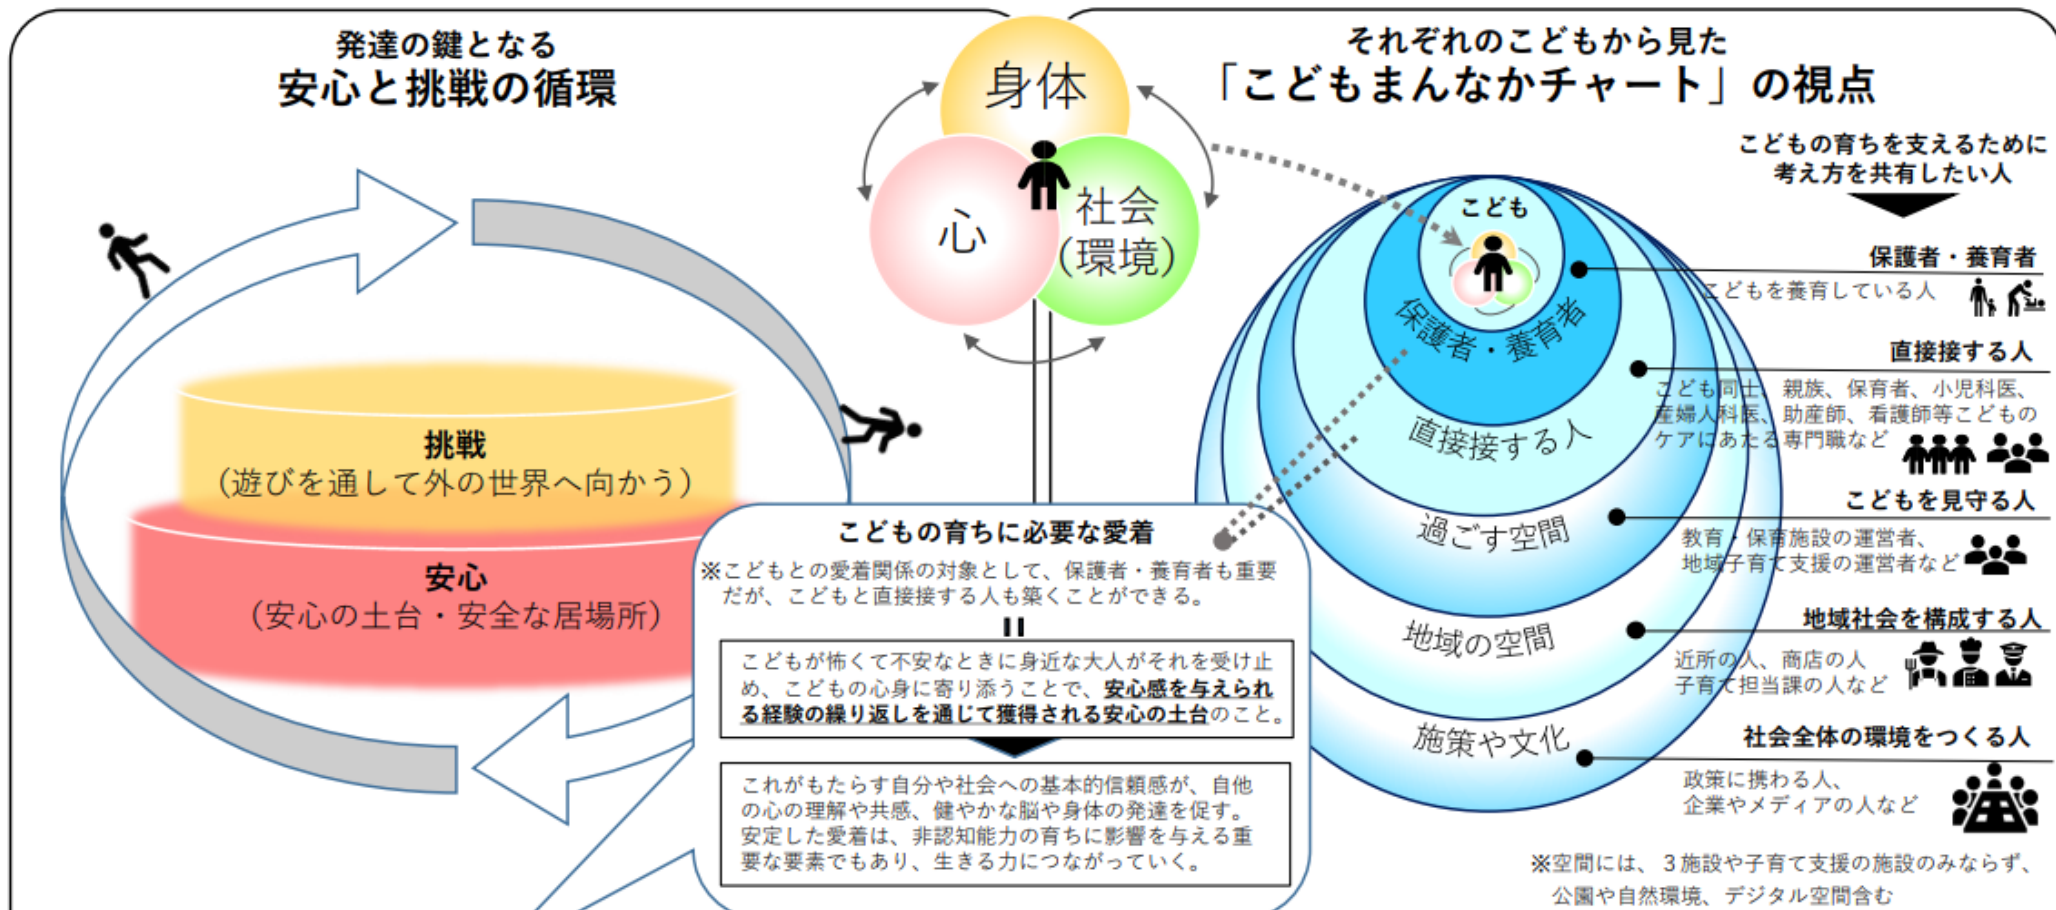 発達の鍵となる
安心と挑戦の循環
挑戦
(遊びを通して外の世界へ向かう)
安心
(安心の土台・安全な居場所)
身体
心
社会
(環境)
こどもの育ちに必要な愛着
※こどもとの愛着関係の対象として、保護者・養育者も重要
だが、こどもと直接接する人も築くことができる。
=
こどもが怖くて不安なときに身近な大人がそれを受け止
め、こどもの心身に寄り添うことで、安心感を与えられ
る経験の繰り返しを通じて獲得される安心の土台のこと。
これがもたらす自分や社会への基本的信頼感が、自他
の心の理解や共感、健やかな脳や身体の発達を促す。
安定した愛着は、非認知能力の育ちに影響を与える重
要な要素でもあり、生きる力につながっていく。
それぞれのこどもから見た
「こどもまんなかチャート」の視点
こども
保護者・養育者
直接接する人
過ごす空間
地域の空間
施策や文化
こどもの育ちを支えるために
考え方を共有したい人
保護者・養育者
こどもを養育している人
直接接する人
こども同士、親族、保育者、小児科医、
産婦人科医、助産師、看護師等こどもの
ケアにあたる専門職など
こどもを見守る人
教育・保育施設の運営者、
地域子育て支援の運営者など
地域社会を構成する人
近所の人、商店の人
子育て担当課の人など
社会全体の環境をつくる人
政策に携わる人、
企業やメディアの人など
※空間には、3施設や子育て支援の施設のみならず、
公園や自然環境、デジタル空間含む